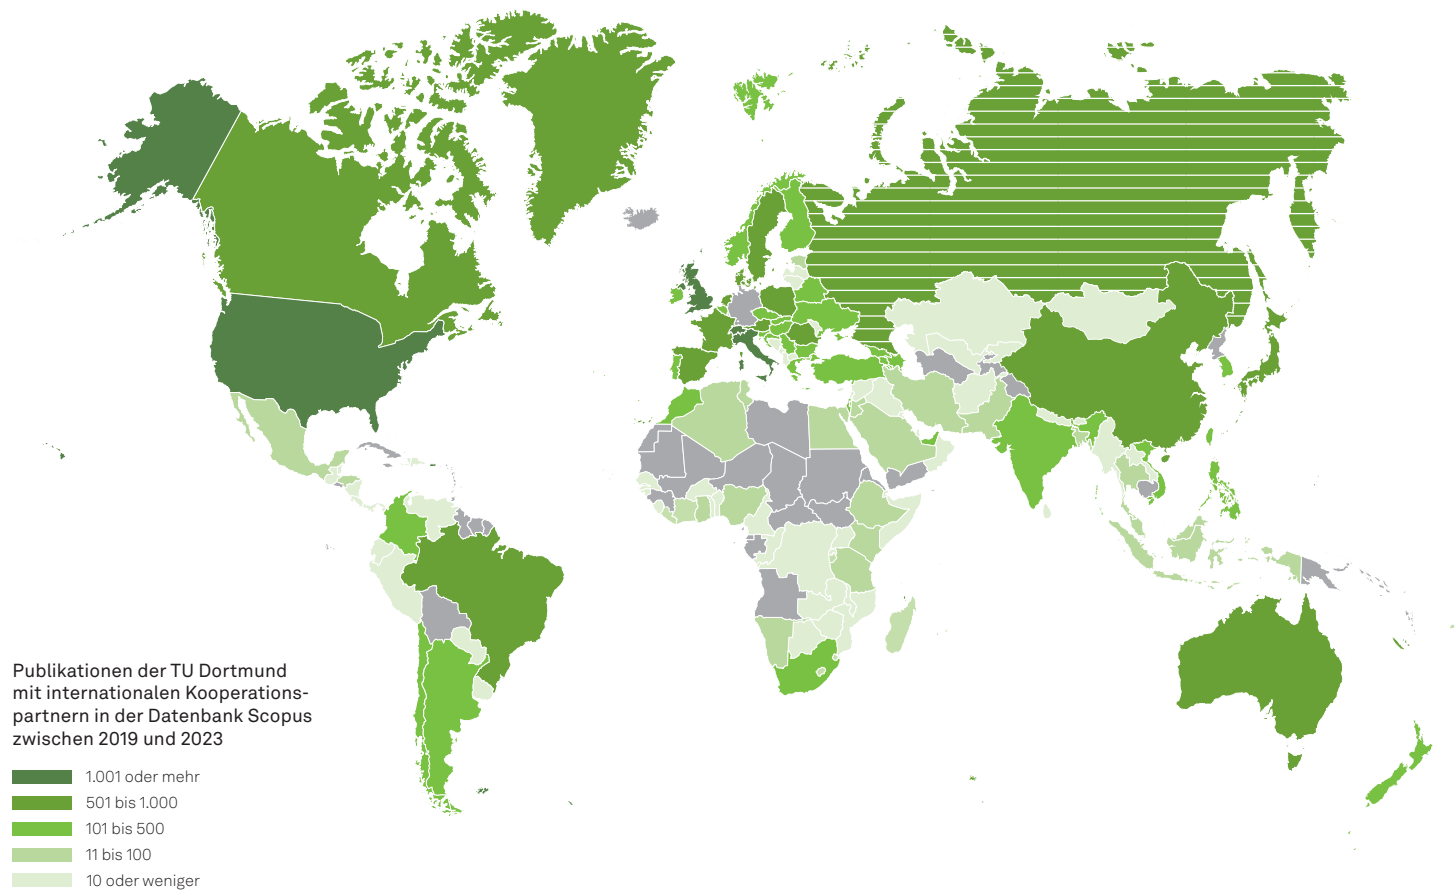 Publikationen der TU Dortmund
mit internationalen Kooperations-
partnern in der Datenbank Scopus
zwischen 2019 und 2023
1.001 oder mehr
501 bis 1.000
101 bis 500
11 bis 100
10 oder weniger